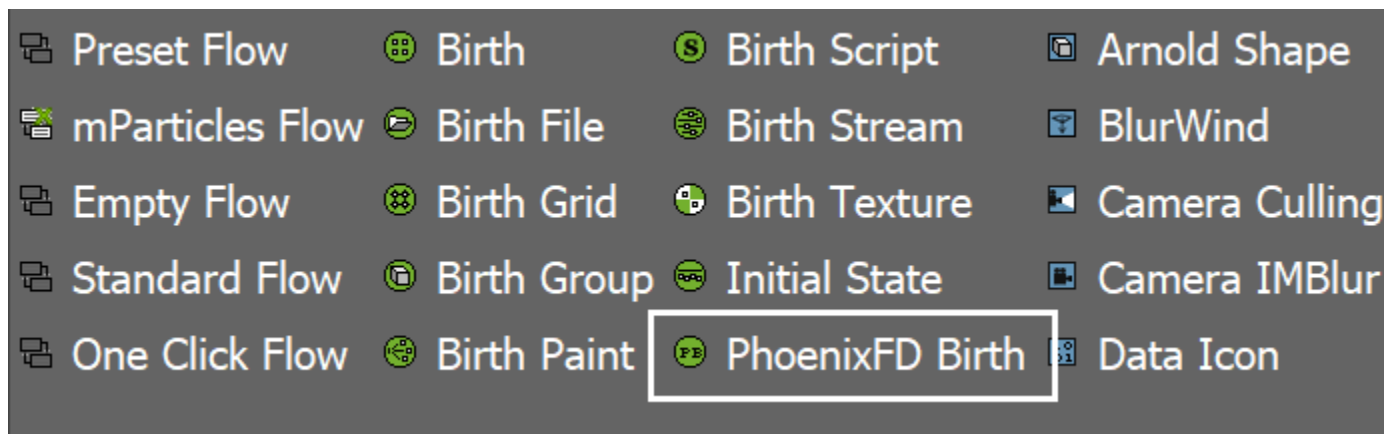 Preset Flow Birth Birth Script Arnold Shape
mParticles Flow Birth File Birth Stream BlurWind
Empty Flow Birth Grid Birth Texture Camera Culling
Standard Flow Birth Group Initial State Camera IMBlur
One Click Flow Birth Paint PhoenixFD Birth Data Icon